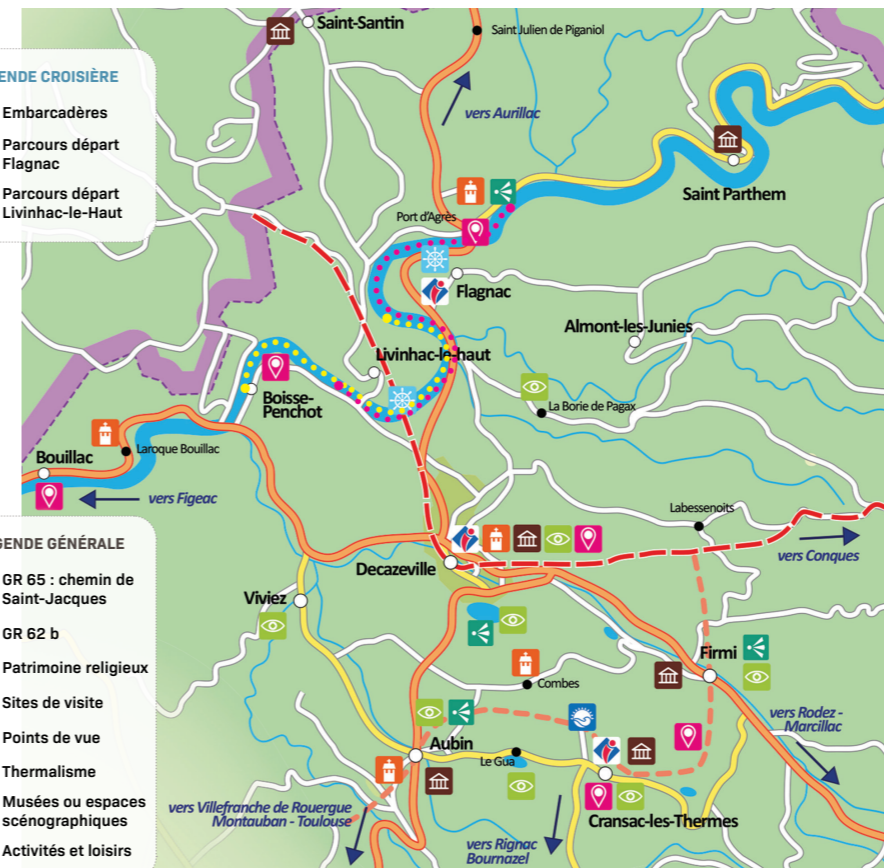 ENDE CROISIÈRE
Embarcadères
Parcours départ
Flagnac
Parcours départ
Livinhac-le-Haut
Saint-Santin
Saint Julien de Piganiol
vers Aurillac
Saint Parthem
Port d'Agrès
Flagnac
Almont-les-Junies
Livinhac-le-haut
La Borie de Pagax
Boisse-
Penchot
Laroque Bouillac
Bouillac
vers Figeac
Labessenoits
vers Conques
Decazeville
Viviez
Firmi
Combes
vers Rodez -
Marcillac
Aubin
Le Gua
Cransac-les-Thermes
vers Villefranche de Rouergue
Montauban - Toulouse
vers Rignac
Bournazel
GENDE GÉNÉRALE
GR 65 : chemin de
Saint-Jacques
GR 62 b
Patrimoine religieux
Sites de visite
Points de vue
Thermalisme
Musées ou espaces
scénographiques
Activités et loisirs